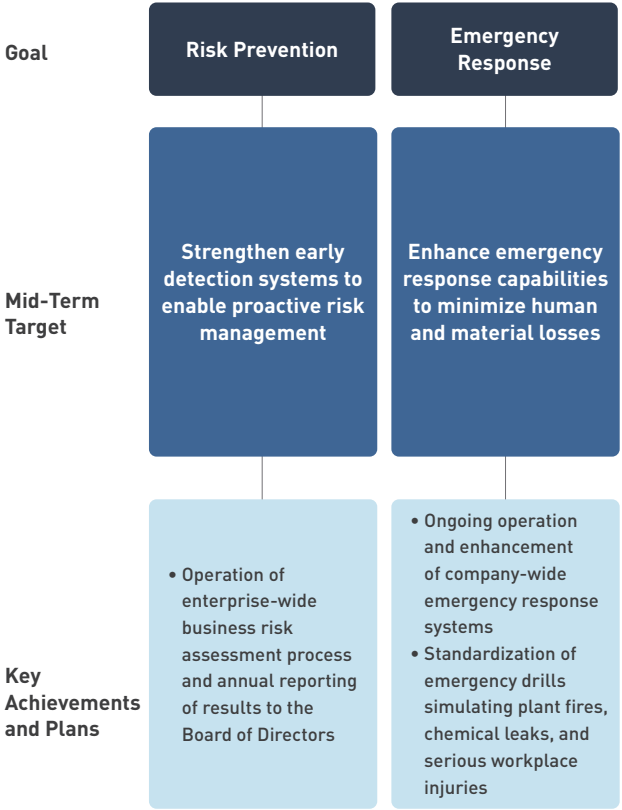 Goal
Risk Prevention
Emergency
Response
Mid-Term
Target
Strengthen early
detection systems to
enable proactive risk
management
Enhance emergency
response capabilities
to minimize human
and material losses
Key
Achievements
and Plans
• Operation of
enterprise-wide
business risk
assessment process
and annual reporting
of results to the
Board of Directors
• Ongoing operation
and enhancement
of company-wide
emergency response
systems
• Standardization of
emergency drills
simulating plant fires,
chemical leaks, and
serious workplace
injuries